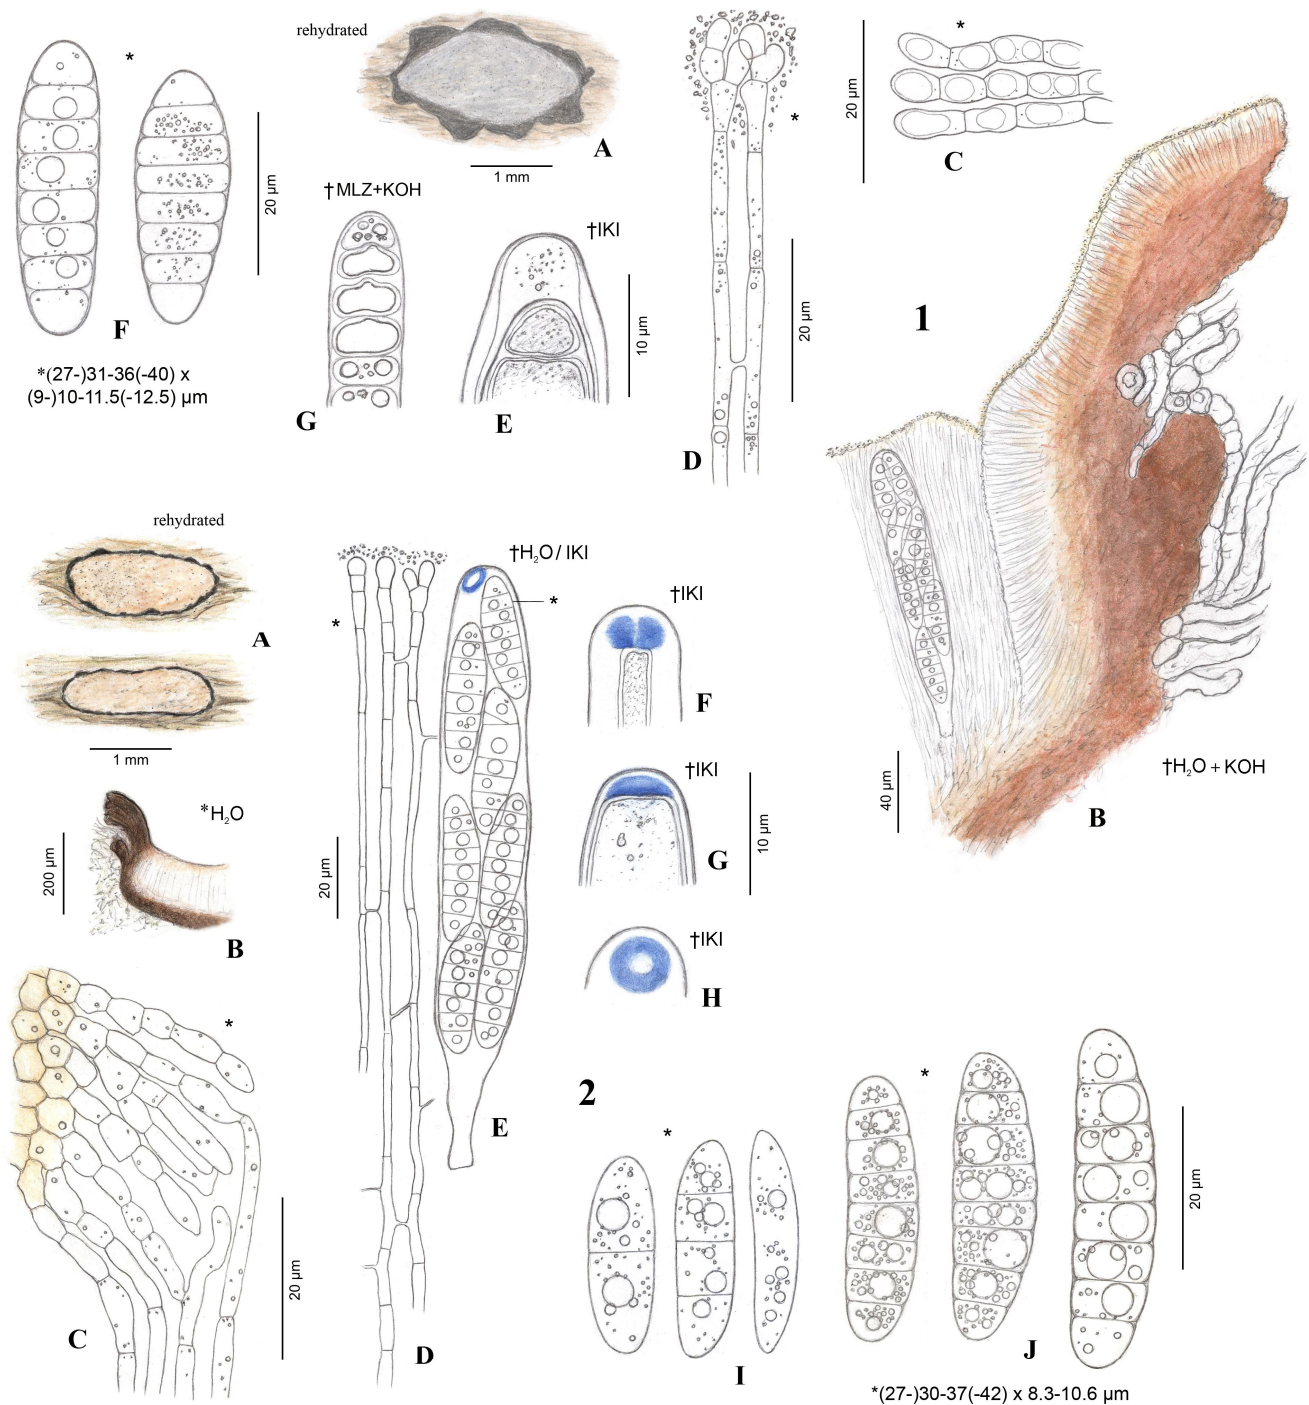 rehydrated
A
1 mm
*
F
20 µm
*(27-)31-36(-40) x
(9-)10-11.5(-12.5) µm
†MLZ+KOH
G
†IKI
10 µm
E
*
20 µm
D
*
20 µm
C
1
40 µm
†H₂O + KOH
B
rehydrated
A
1 mm
*H₂O
200 µm
B
*
20 µm
C
*
20 µm
D
†H₂O / IKI
*
E
†IKI
F
†IKI
10 µm
G
†IKI
H
2
*
I
*
20 µm
J
*(27-)30-37(-42) x 8.3-10.6 µm